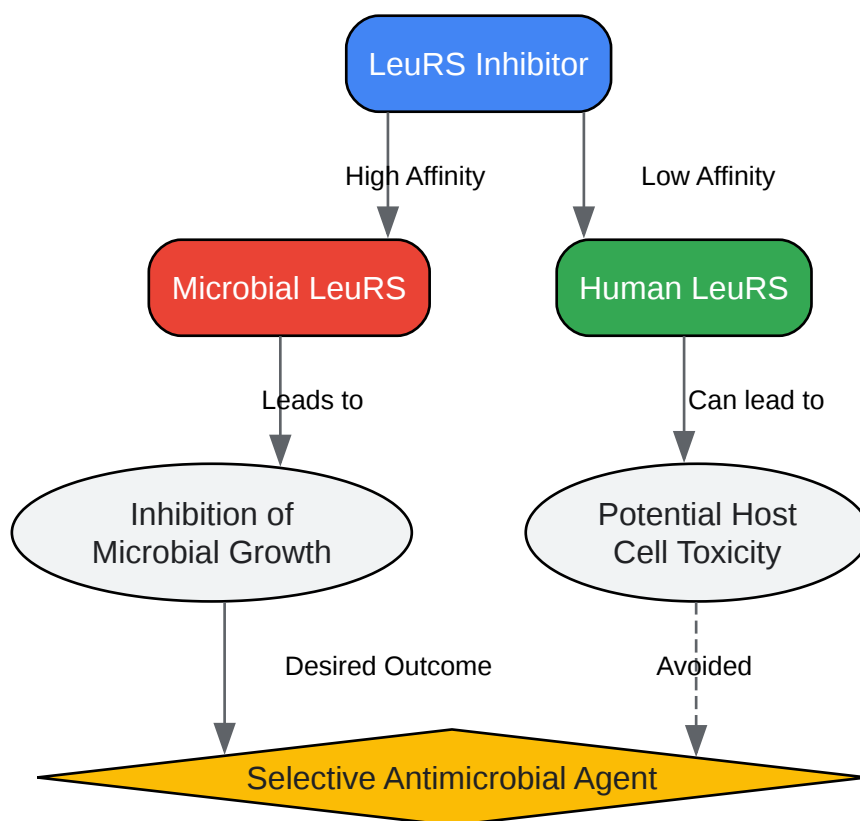 LeuRS Inhibitor
High Affinity
Low Affinity
Microbial LeuRS
Human LeuRS
Leads to
Can lead to
Inhibition of
Microbial Growth
Potential Host
Cell Toxicity
Desired Outcome
Avoided
Selective Antimicrobial Agent